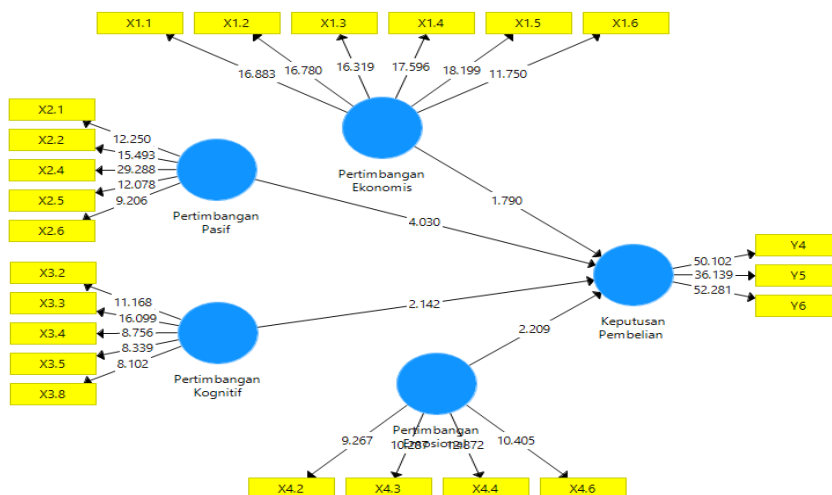 X1.1
X1.2
X1.3
X1.4
X1.5
X1.6
16.883
16.780
16.319
17.596
18.199
11.750
X2.1
X2.2
X2.4
X2.5
X2.6
12.250
15.493
29.288
12.078
9.206
Pertimbangan
Ekonomis
Pertimbangan
Pasif
1.790
4.030
X3.2
X3.3
X3.4
X3.5
X3.8
11.168
16.099
8.756
8.339
8.102
Pertimbangan
Kognitif
2.142
2.209
Keputusan
Pembelian
50.102
36.139
52.281
Y4
Y5
Y6
Pertimbangan
Emosional
9.267
10.287
12.872
10.405
X4.2
X4.3
X4.4
X4.6